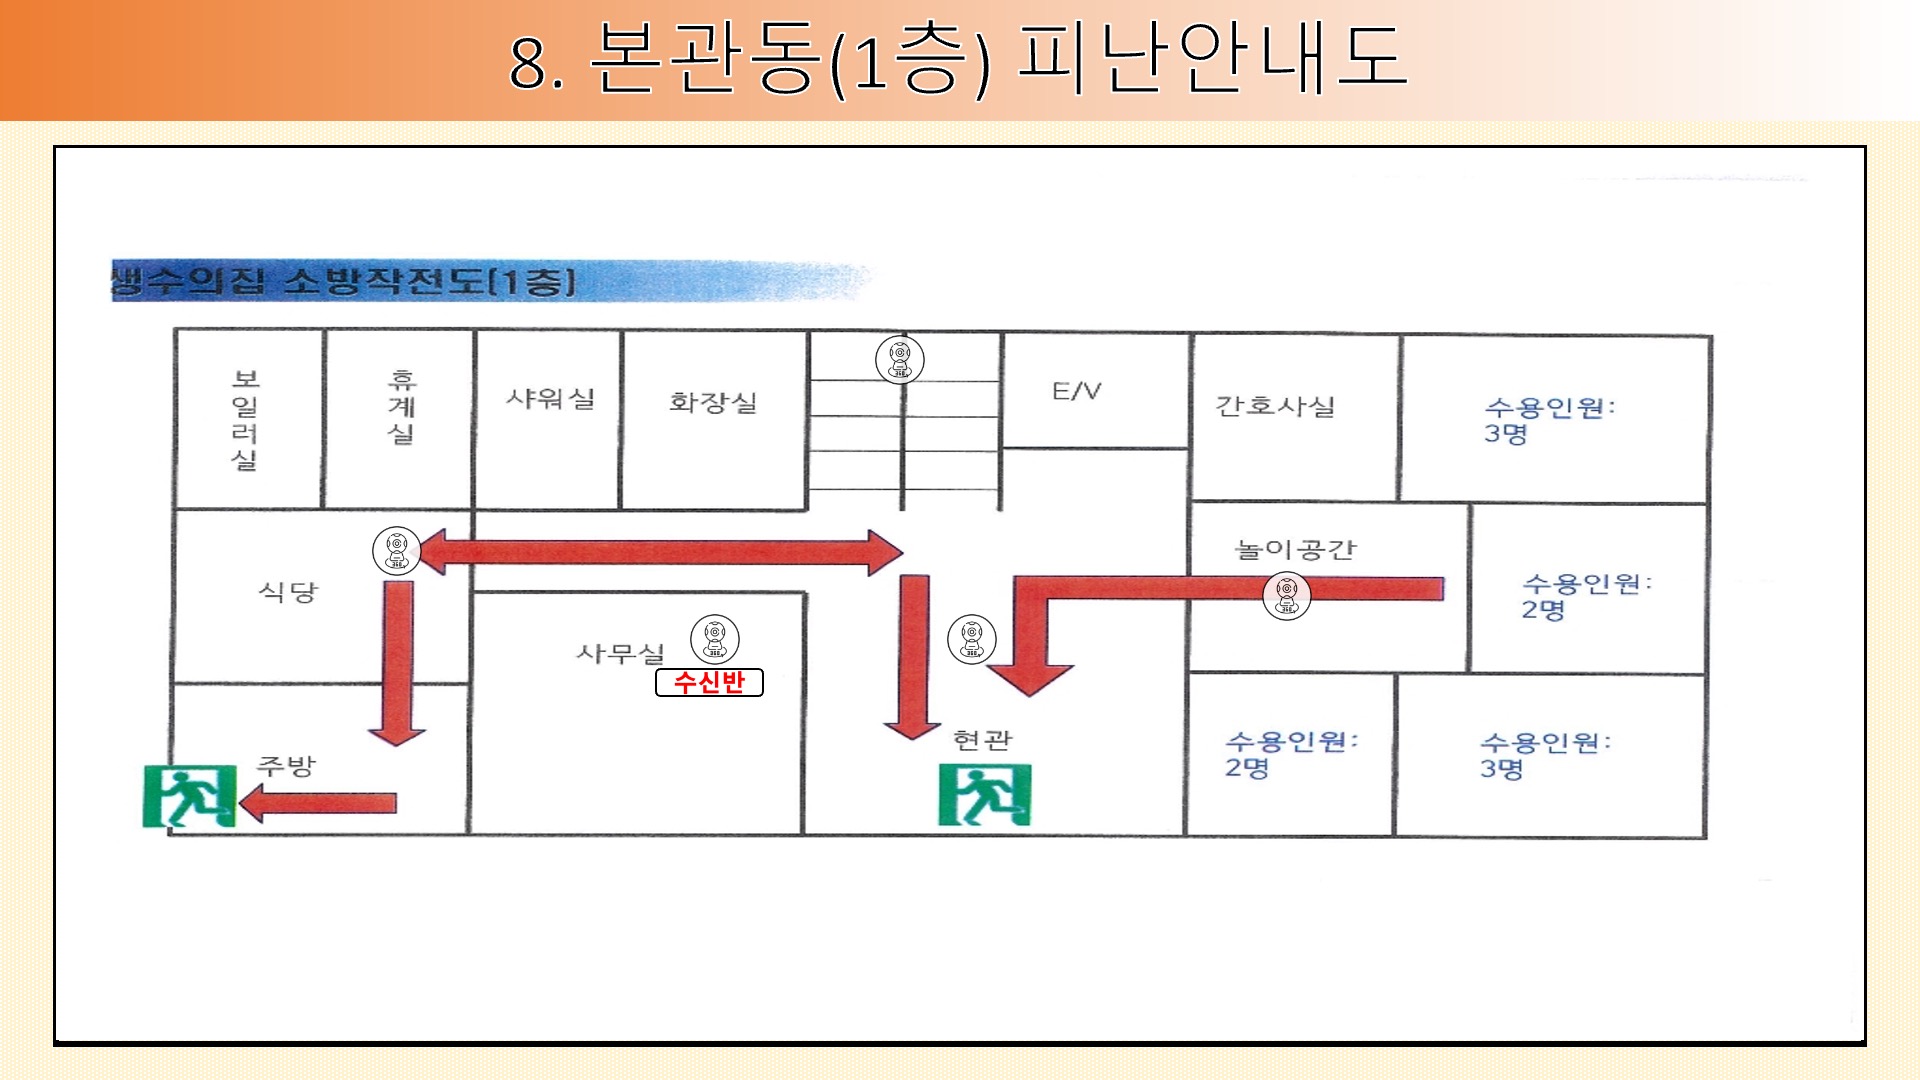 8. 본관동(1층) 피난안내도
생수의집 소방작전도(1층)
보
일
러
실
휴
계
실
샤워실
화장실
E/V
간호사실
수용인원:
3명
식당
놀이공간
수용인원:
2명
사무실
수신반
주방
현관
수용인원:
2명
수용인원:
3명